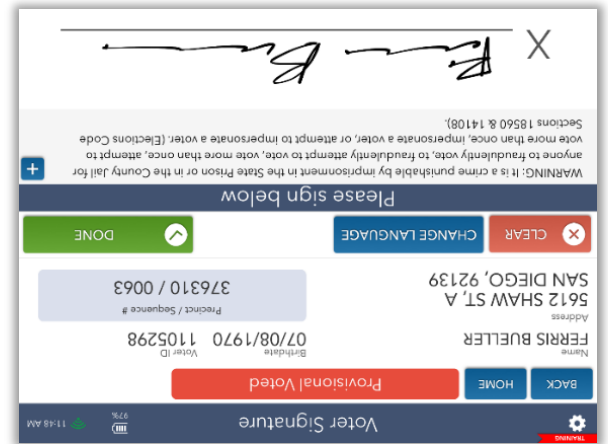 TRAINING
Voter Signature
97%
11:48 AM
BACK
HOME
Provisional Voted
Name
FERRIS BUELLER
Birthdate
07/08/1970
Voter ID
1105298
Address
5612 SHAW ST, A
SAN DIEGO, 92139
Precinct / Sequence #
376310 / 0063
CLEAR
CHANGE LANGUAGE
DONE
Please sign below
WARNING: It is a crime punishable by imprisonment in the State Prison or in the County Jail for
anyone to fraudulently vote, to fraudulently attempt to vote, vote more than once, attempt to
vote more than once, impersonate a voter, or attempt to impersonate a voter. (Elections Code
Sections 18560 & 14108).
X